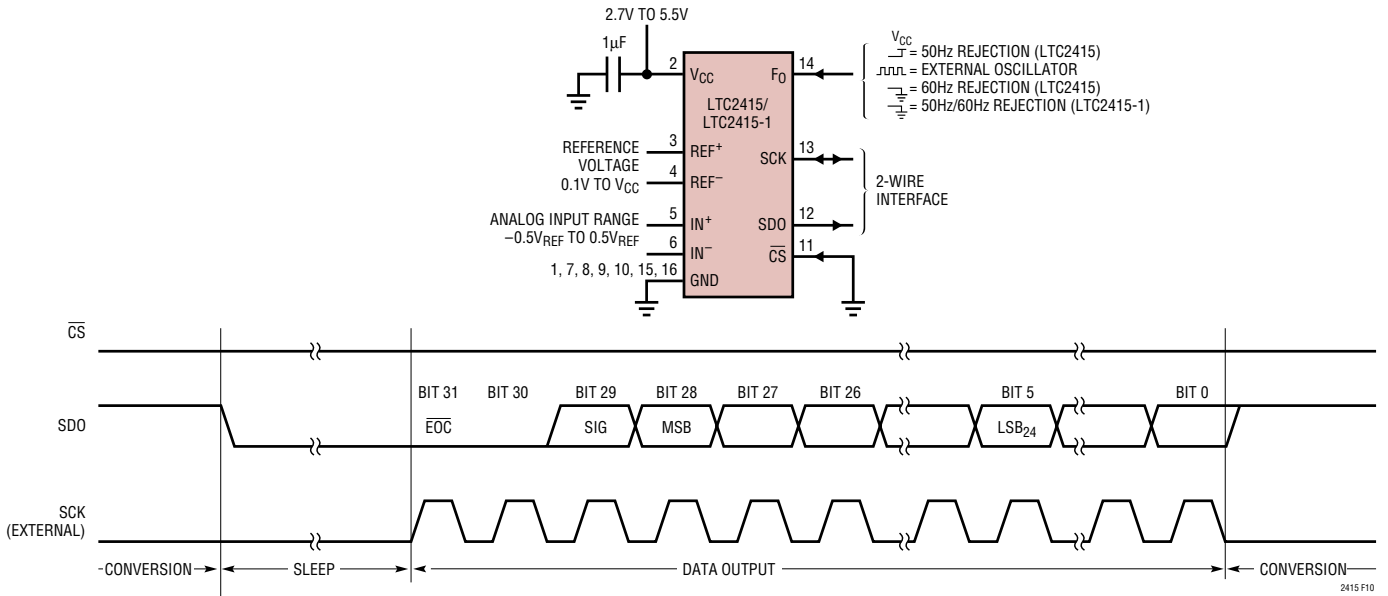 2.7V TO 5.5V
1µF
2 VCC
FO 14
VCC
= 50Hz REJECTION (LTC2415)
= EXTERNAL OSCILLATOR
= 60Hz REJECTION (LTC2415)
= 50Hz/60Hz REJECTION (LTC2415-1)
LTC2415/
LTC2415-1
REFERENCE
VOLTAGE
0.1V TO VCC
3 REF+
4 REF–
SCK 13
2-WIRE
INTERFACE
ANALOG INPUT RANGE
–0.5VREF TO 0.5VREF
5 IN+
6 IN–
SDO 12
CS 11
1, 7, 8, 9, 10, 15, 16 GND
CS
BIT 31 BIT 30 BIT 29 BIT 28 BIT 27 BIT 26 BIT 5 BIT 0
SDO EOC SIG MSB LSB24
SCK
(EXTERNAL)
CONVERSION SLEEP DATA OUTPUT CONVERSION
2415 F10